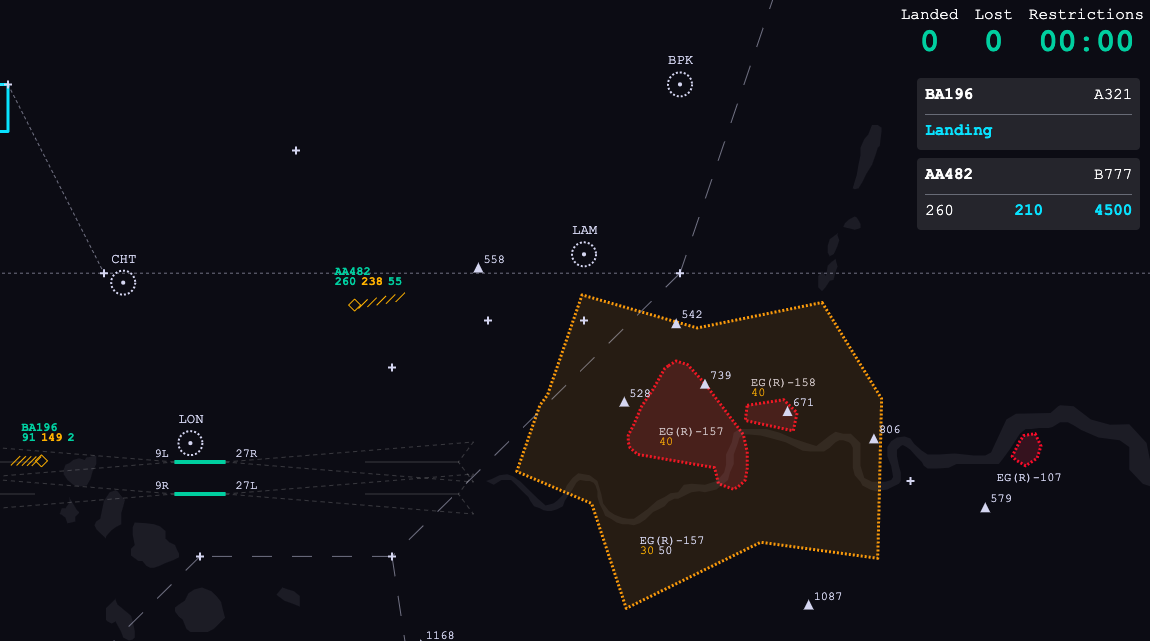 Landed Lost Restrictions
0 0 00:00
BPK
BA196 A321
Landing
AA482 B777
260 210 4500
LAM
CHT
558
AA482
260 238 55
542
739
EG(R)-158
40
528
671
LON
BA196
91 149 2
EG(R)-157
40
806
9L 27R
EG(R)-107
9R 27L
579
EG(R)-157
30 50
1087
1168